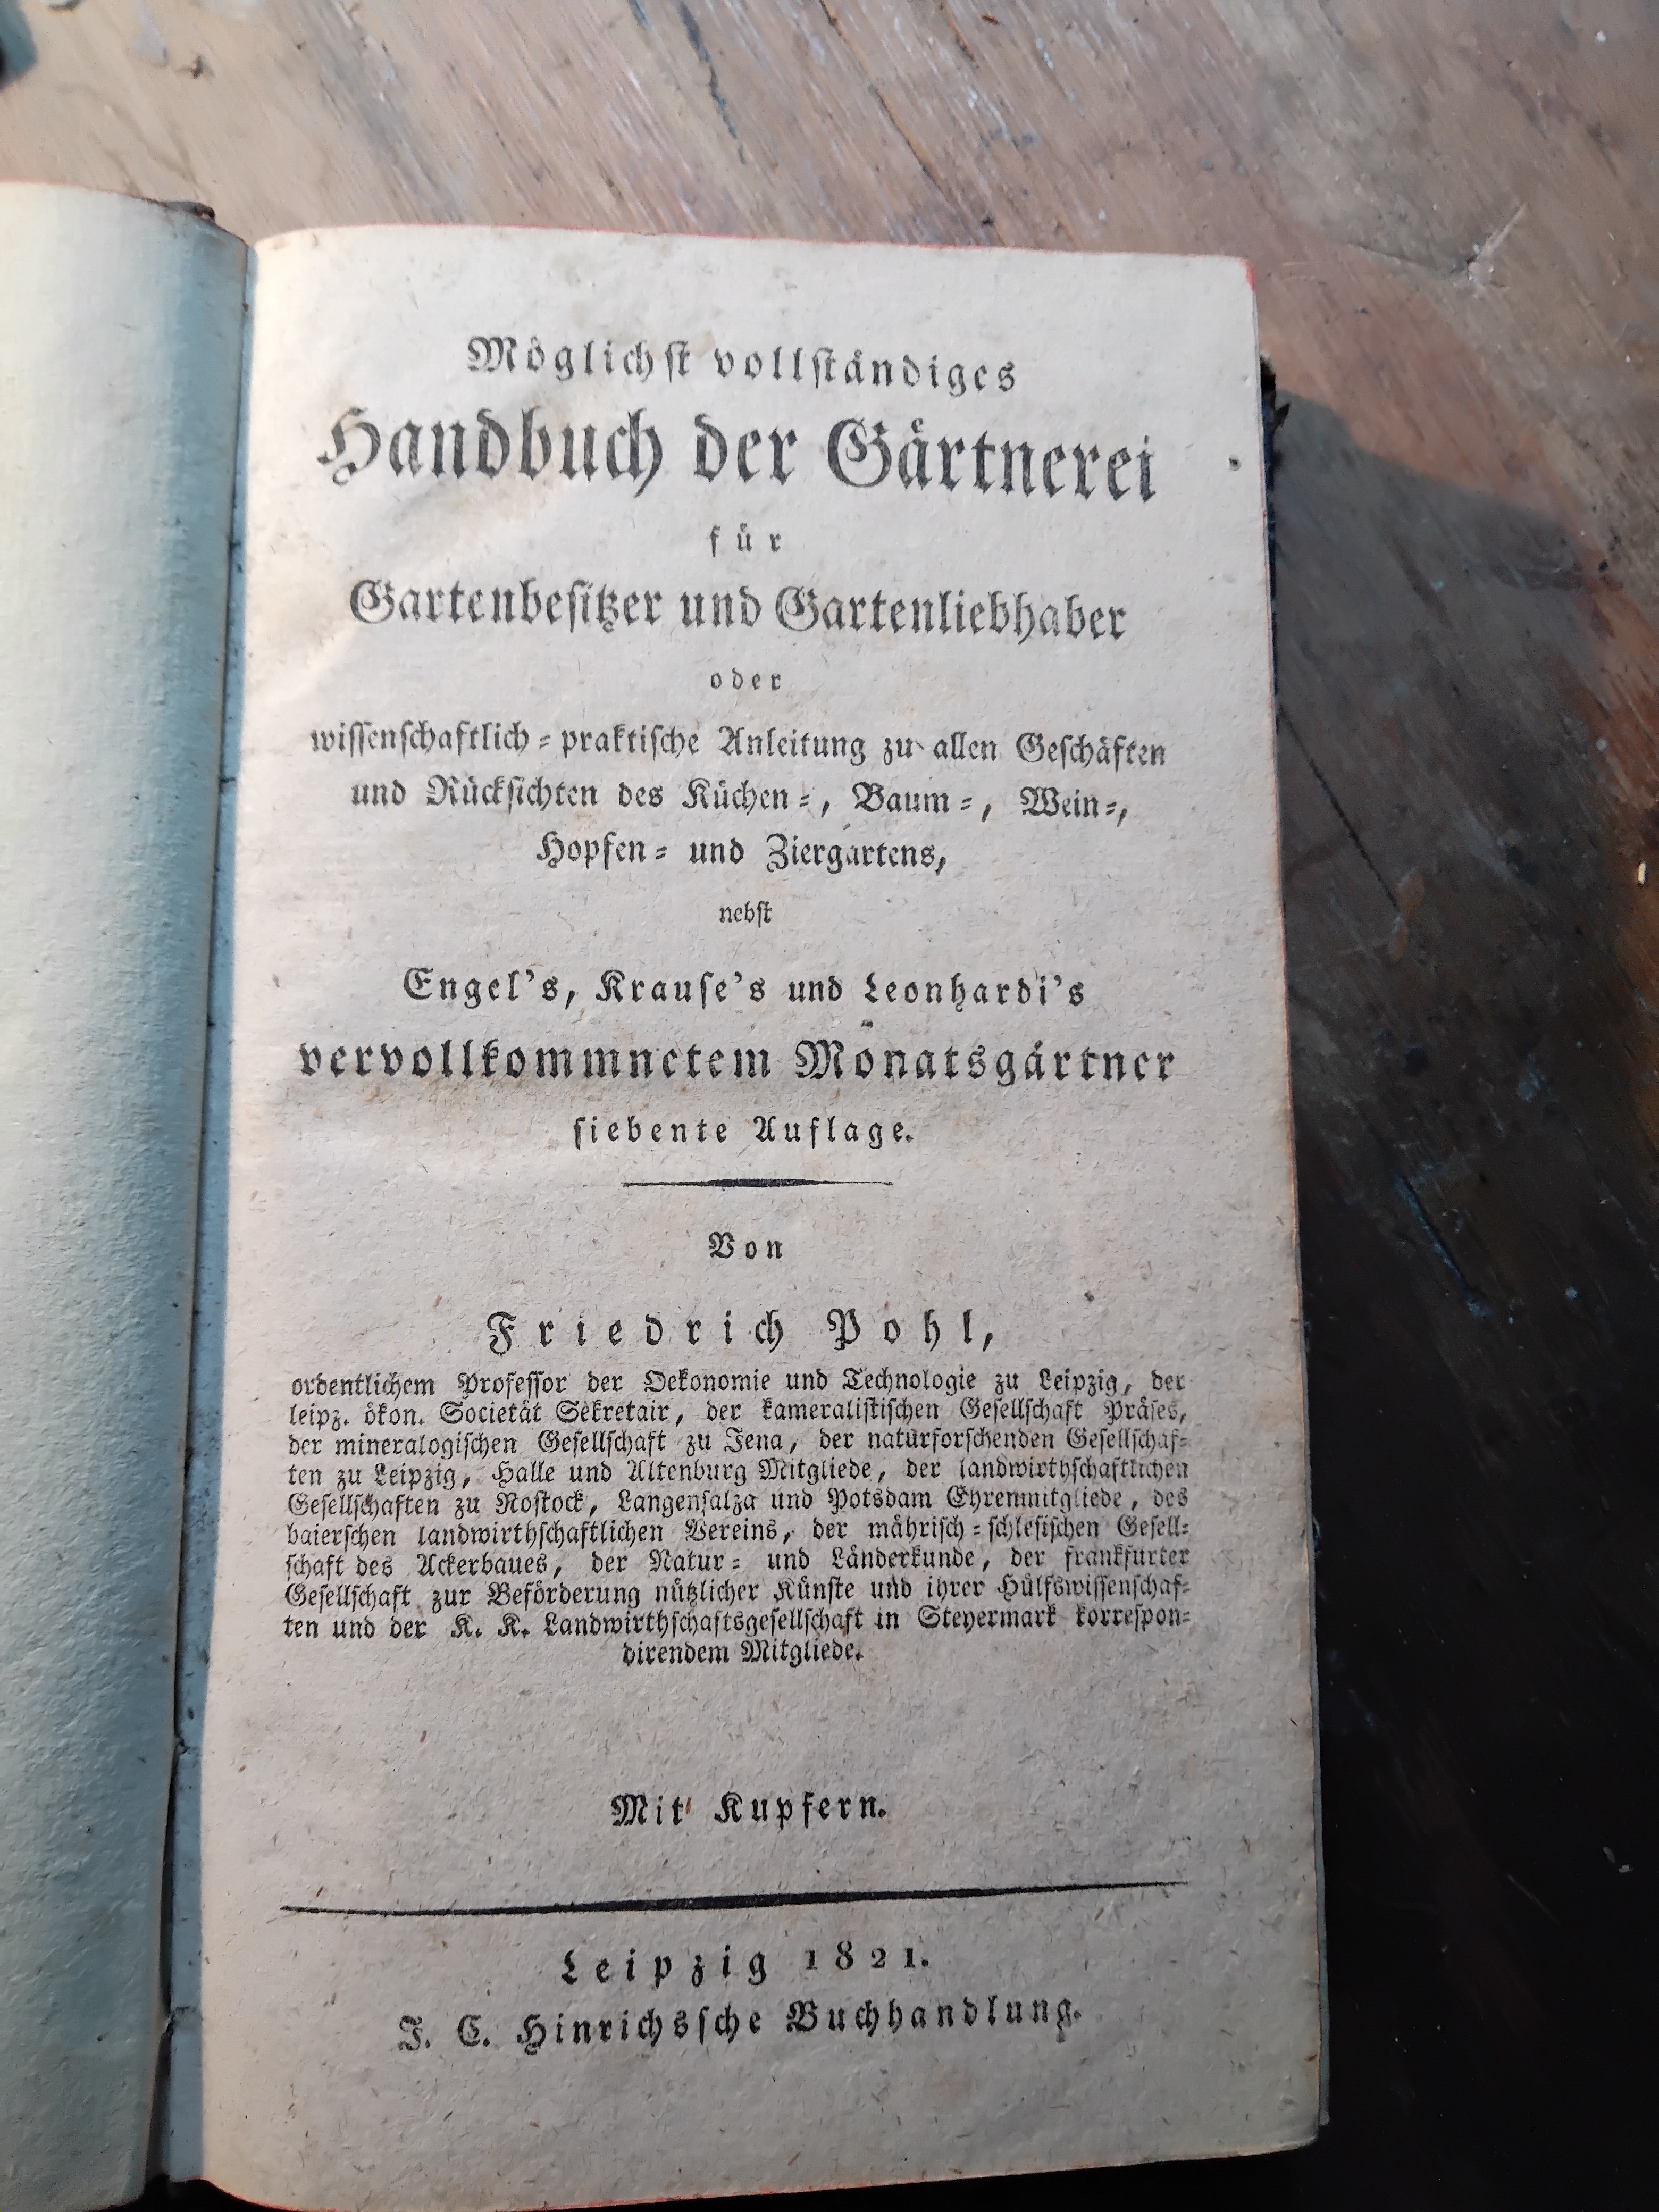 Möglichst vollständiges
Handbuch der Gärtnerei
für
Gartenbesitzer und Gartenliebhaber
oder
wissenschaftlich-praktische Anleitung zu allen Geschäften
und Rücksichten des Küchen-, Baum-, Wein-,
Hopfen- und Ziergartens,
nebst
Engel's, Krause's und Leonhardi's
vervollkommnetem Monatsgärtner
siebente Auflage.
Von
Friedrich Pohl,
ordentlichem Professor der Oekonomie und Technologie zu Leipzig, der
leipz. ökon. Societät Sekretair, der kameralistischen Gesellschaft Präses,
der mineralogischen Gesellschaft zu Jena, der naturforschenden Gesellschaf-
ten zu Leipzig, Halle und Altenburg Mitgliede, der landwirthschaftlichen
Gesellschaften zu Rostock, Langensalza und Potsdam Ehrenmitgliede, des
baierschen landwirthschaftlichen Vereins, der mährisch-schlesischen Gesell-
schaft des Ackerbaues, der Natur- und Länderkunde, der frankfurter
Gesellschaft zur Beförderung nützlicher Künste und ihrer Hülfswissenschaf-
ten und der K. K. Landwirthschaftsgesellschaft in Steyermark korrespon-
direndem Mitgliede.
Mit Kupfern.
Leipzig 1821.
J. C. Hinrichssche Buchhandlung.